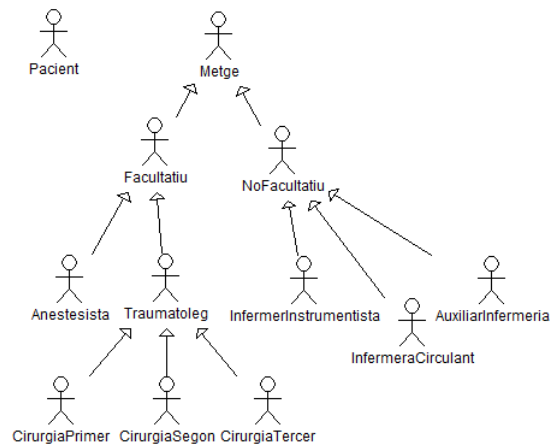 Pacient
Metge
Facultatiu
NoFacultatiu
Anestesista
Traumatoleg
InfermerInstrumentista
AuxiliarInfermeria
InfermeraCirculant
CirurgiaPrimer
CirurgiaSegon
CirurgiaTercer